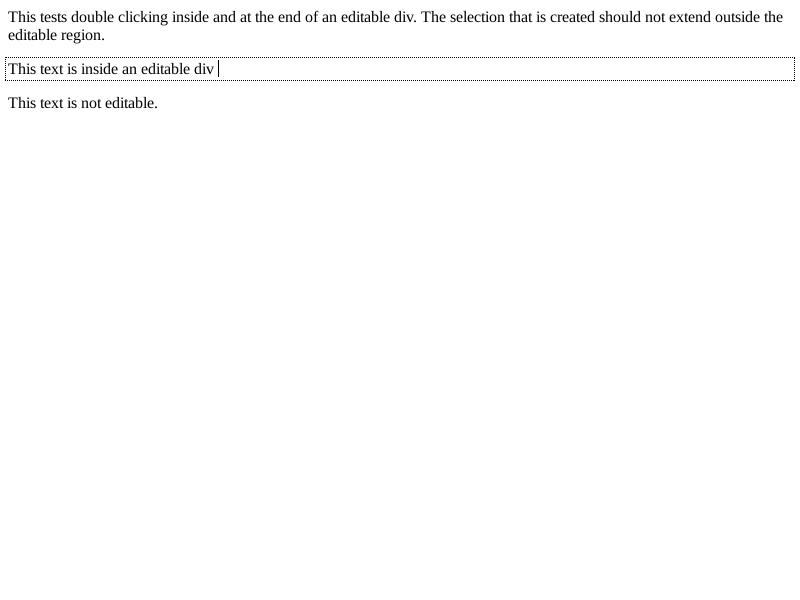 This tests double clicking inside and at the end of an editable div. The selection that is created should not extend outside the
editable region.
This text is inside an editable div
This text is not editable.